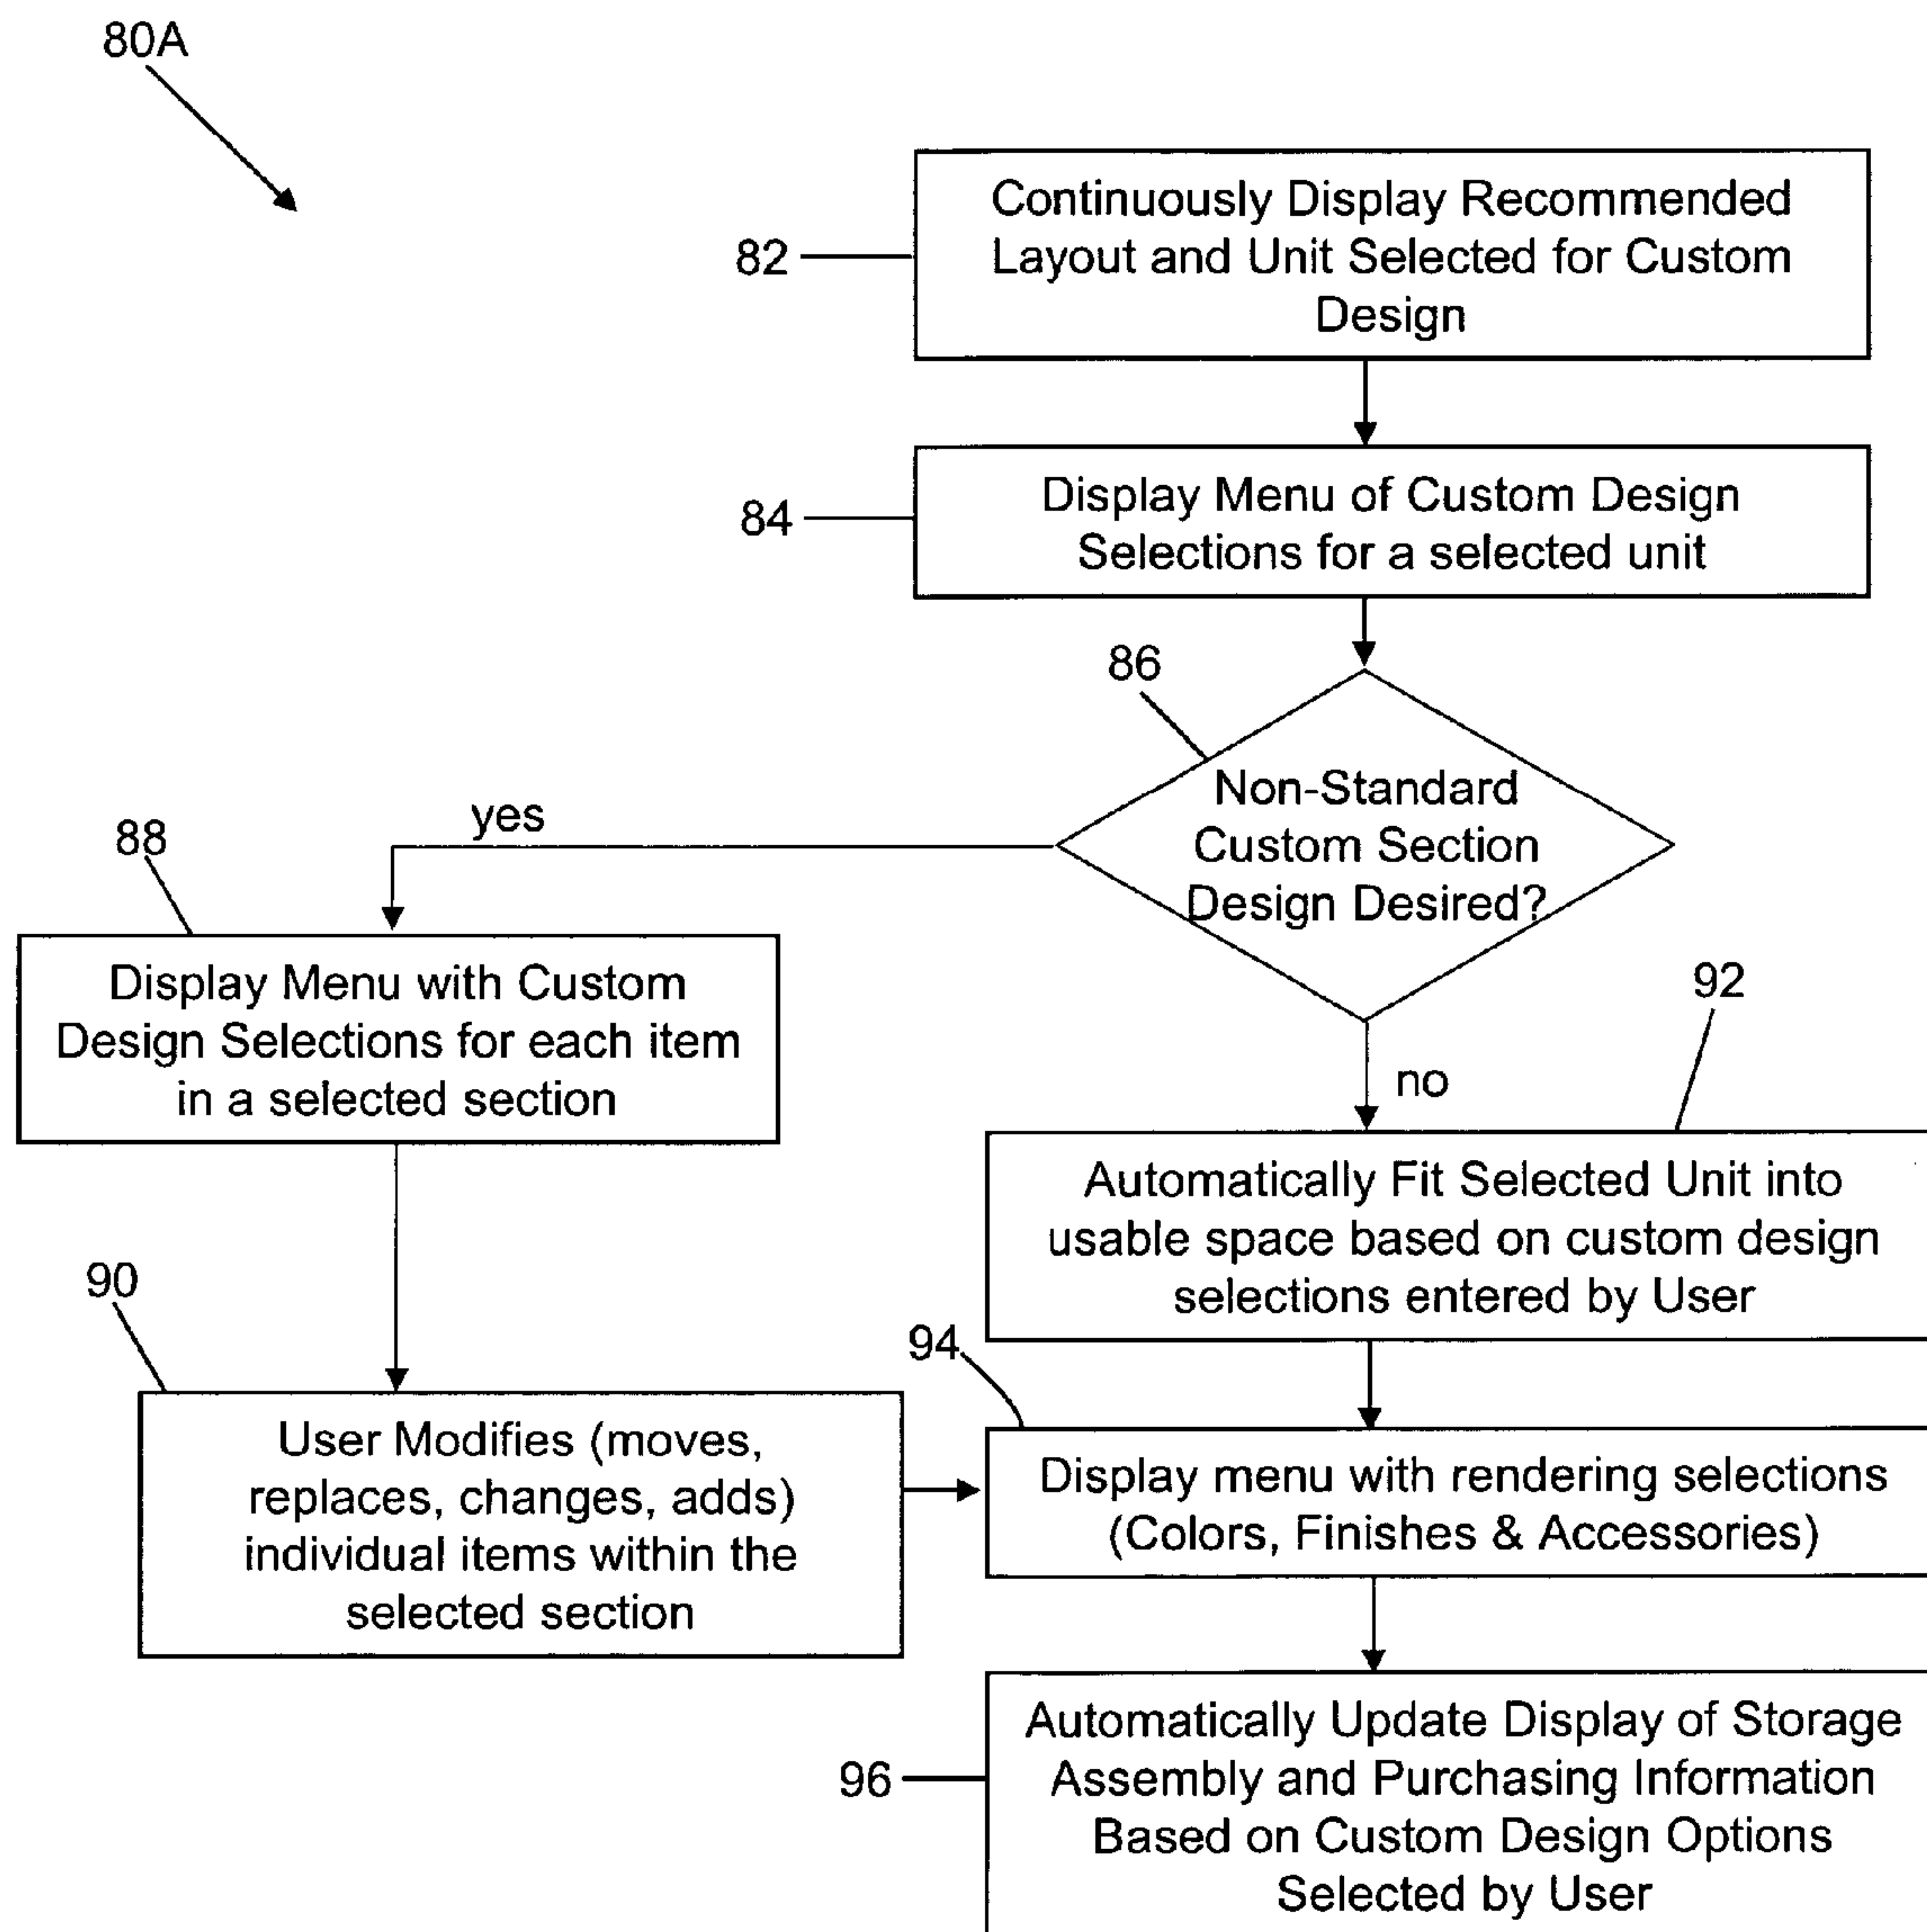 80A
82
Continuously Display Recommended
Layout and Unit Selected for Custom
Design
84
Display Menu of Custom Design
Selections for a selected unit
86
Non-Standard
Custom Section
Design Desired?
yes
88
Display Menu with Custom
Design Selections for each item
in a selected section
no
92
Automatically Fit Selected Unit into
usable space based on custom design
selections entered by User
90
User Modifies (moves,
replaces, changes, adds)
individual items within the
selected section
94
Display menu with rendering selections
(Colors, Finishes & Accessories)
96
Automatically Update Display of Storage
Assembly and Purchasing Information
Based on Custom Design Options
Selected by User